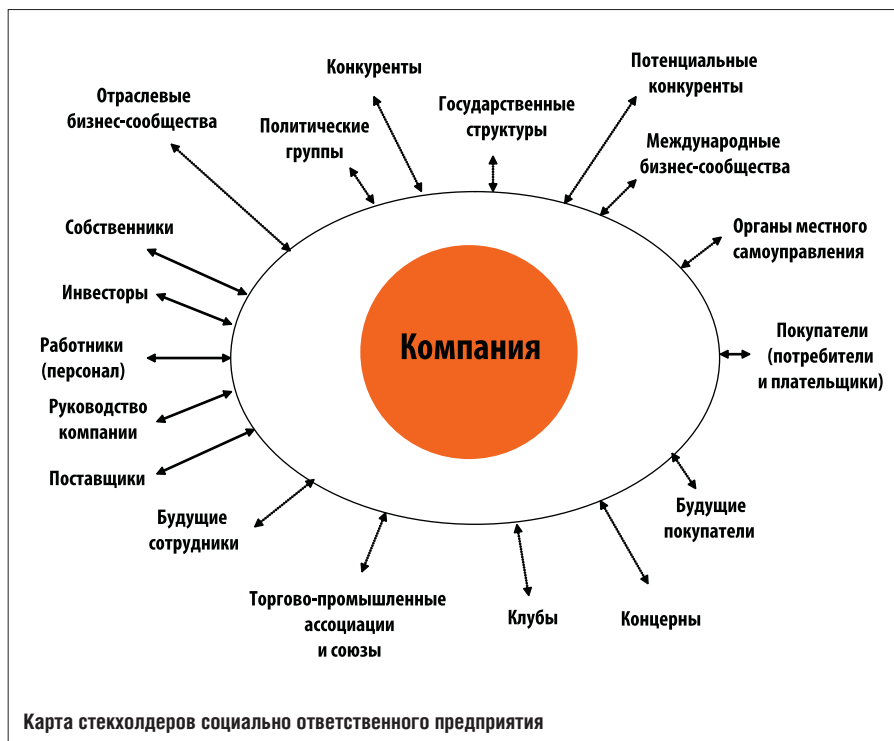 Конкуренты
Потенциальные
конкуренты
Отраслевые
бизнес-сообщества
Государственные
структуры
Политические
группы
Международные
бизнес-сообщества
Собственники
Органы местного
самоуправления
Инвесторы
Работники
(персонал)
Компания
Покупатели
(потребители
и плательщики)
Руководство
компании
Поставщики
Будущие
сотрудники
Будущие
покупатели
Торгово-промышленные
ассоциации
и союзы
Клубы
Концерны
Карта стекхолдеров социально ответственного предприятия